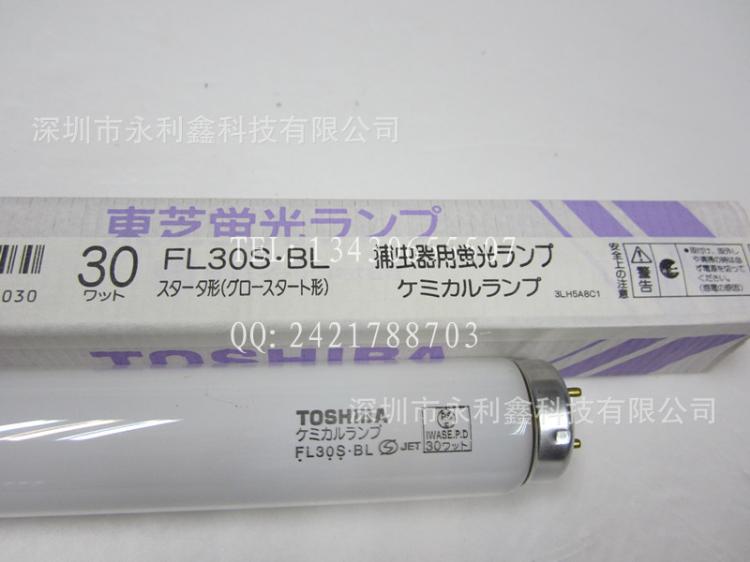 深圳市永利鑫科技有限公司
東芝蛍光ランプ
030
30
ワット
FL30S・BL
スタータ形(グロースタート形)
捕虫器用蛍光ランプ
ケミカルランプ
3LH5A8C1
安全上の注意
警告
QQ: 2421788703
TOSHIBA
TOSHIBA
ケミカルランプ
FL30S・BL
JET
IWASE.P.D
30ワット
深圳市永利鑫科技有限公司